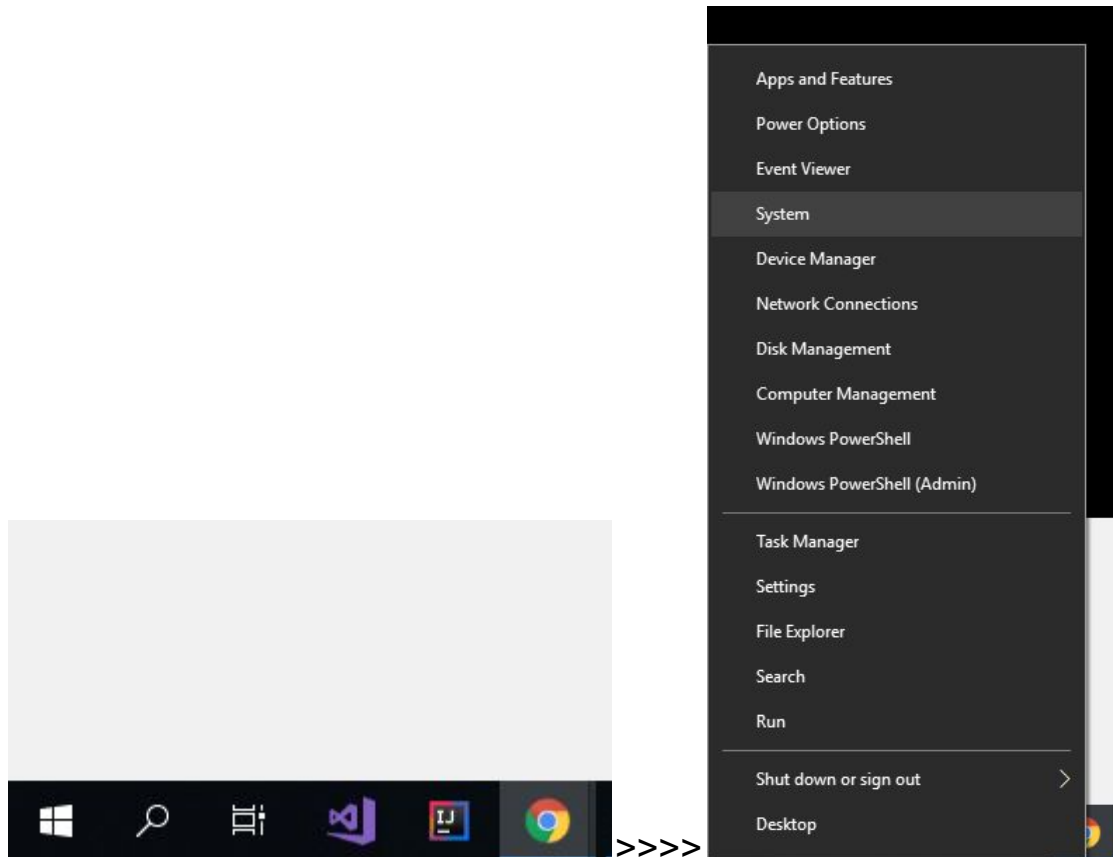 IJ
>>>>
Apps and Features
Power Options
Event Viewer
System
Device Manager
Network Connections
Disk Management
Computer Management
Windows PowerShell
Windows PowerShell (Admin)
Task Manager
Settings
File Explorer
Search
Run
Shut down or sign out >
Desktop